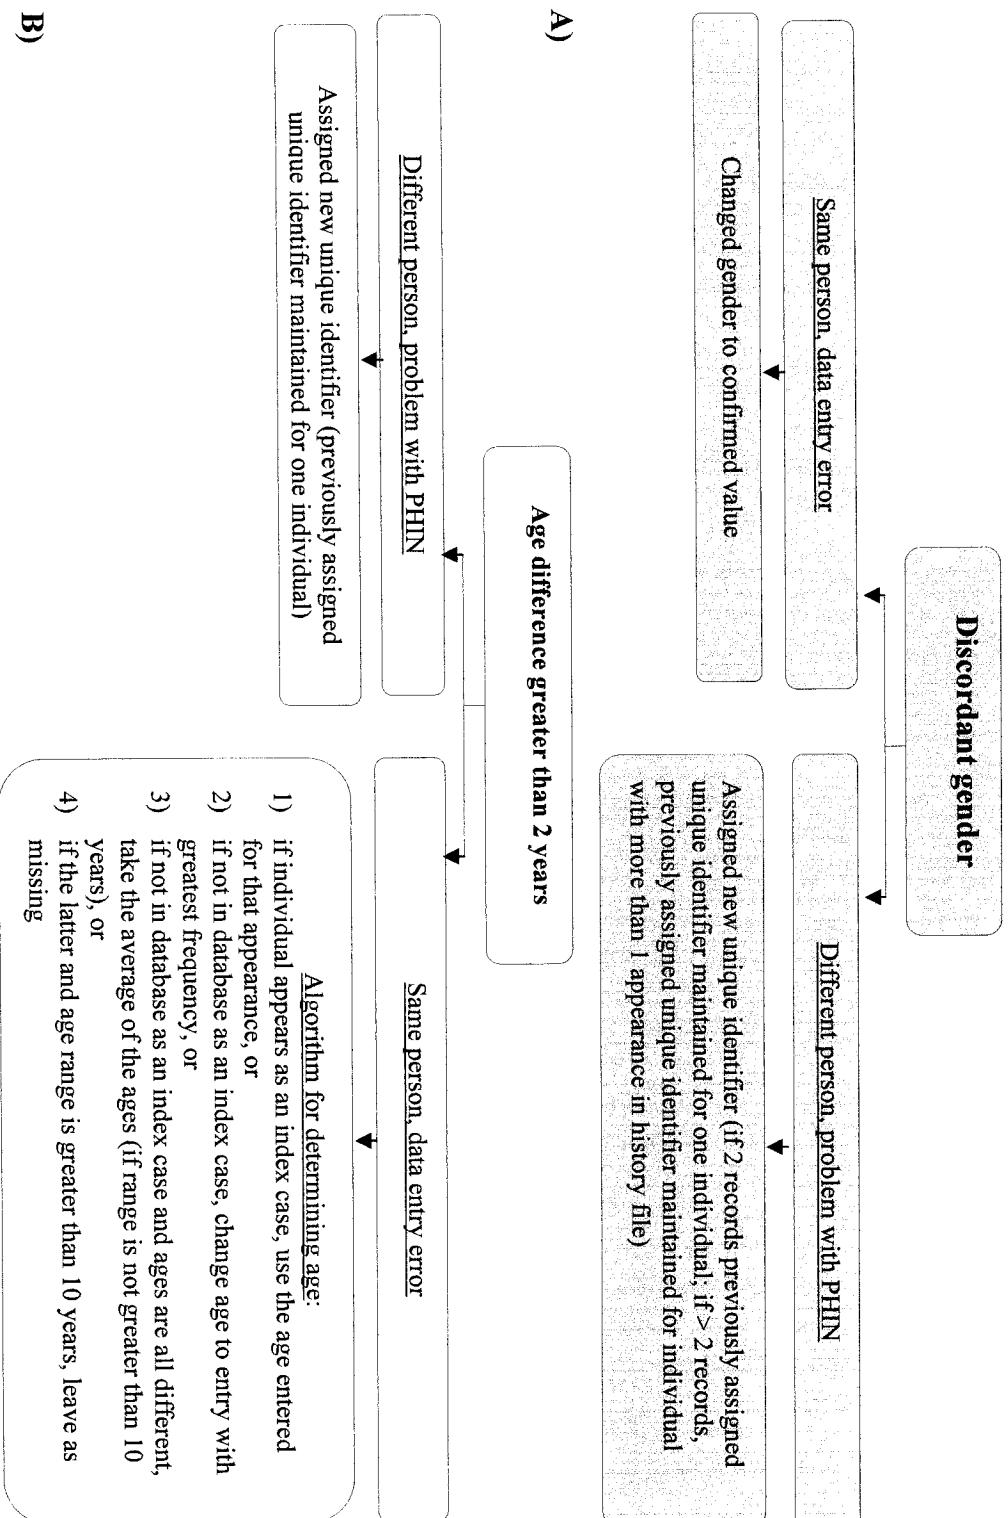 A)
Discordant gender
Same person, data entry error
Changed gender to confirmed value
Different person, problem with PHIN
Assigned new unique identifier (if 2 records previously assigned
unique identifier maintained for one individual; if > 2 records,
previously assigned unique identifier maintained for individual
with more than 1 appearance in history file)
B)
Age difference greater than 2 years
Different person, problem with PHIN
Assigned new unique identifier (previously assigned
unique identifier maintained for one individual)
Same person, data entry error
Algorithm for determining age:
1) if individual appears as an index case, use the age entered
for that appearance, or
2) if not in database as an index case, change age to entry with
greatest frequency, or
3) if not in database as an index case and ages are all different,
take the average of the ages (if range is not greater than 10
years), or
4) if the latter and age range is greater than 10 years, leave as
missing